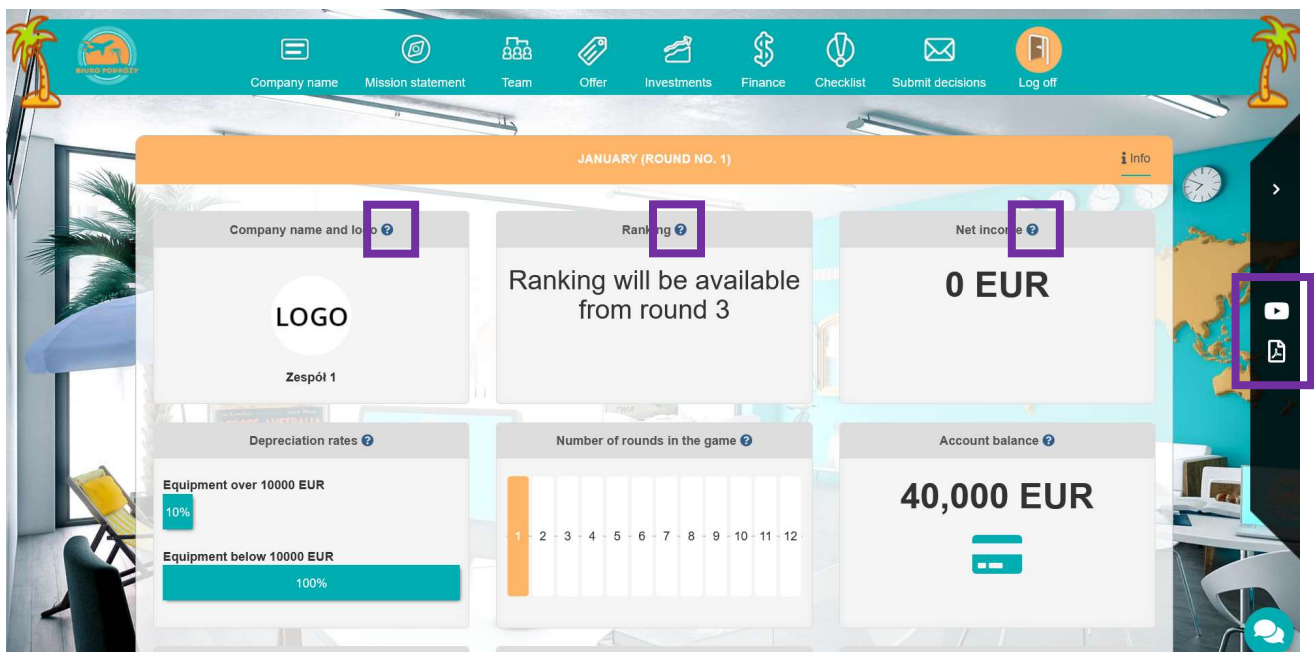 BIURO PODRÓŻY
Company name
Mission statement
Team
Offer
Investments
Finance
Checklist
Submit decisions
Log off
JANUARY (ROUND NO. 1)
i Info
Company name and logo ?
Ranking ?
Net income ?
LOGO
Zespół 1
Ranking will be available
from round 3
0 EUR
Depreciation rates ?
Number of rounds in the game ?
Account balance ?
Equipment over 10000 EUR
10%
Equipment below 10000 EUR
100%
1 - 2 - 3 - 4 - 5 - 6 - 7 - 8 - 9 - 10 - 11 - 12
40,000 EUR